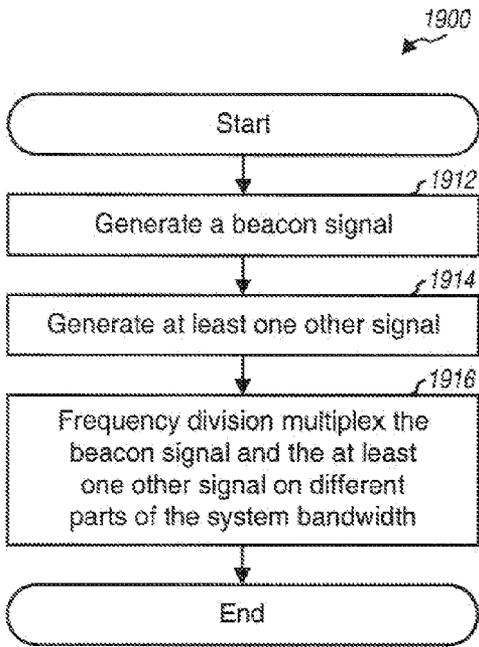 1900
Start
1912
Generate a beacon signal
1914
Generate at least one other signal
1916
Frequency division multiplex the
beacon signal and the at least
one other signal on different
parts of the system bandwidth
End